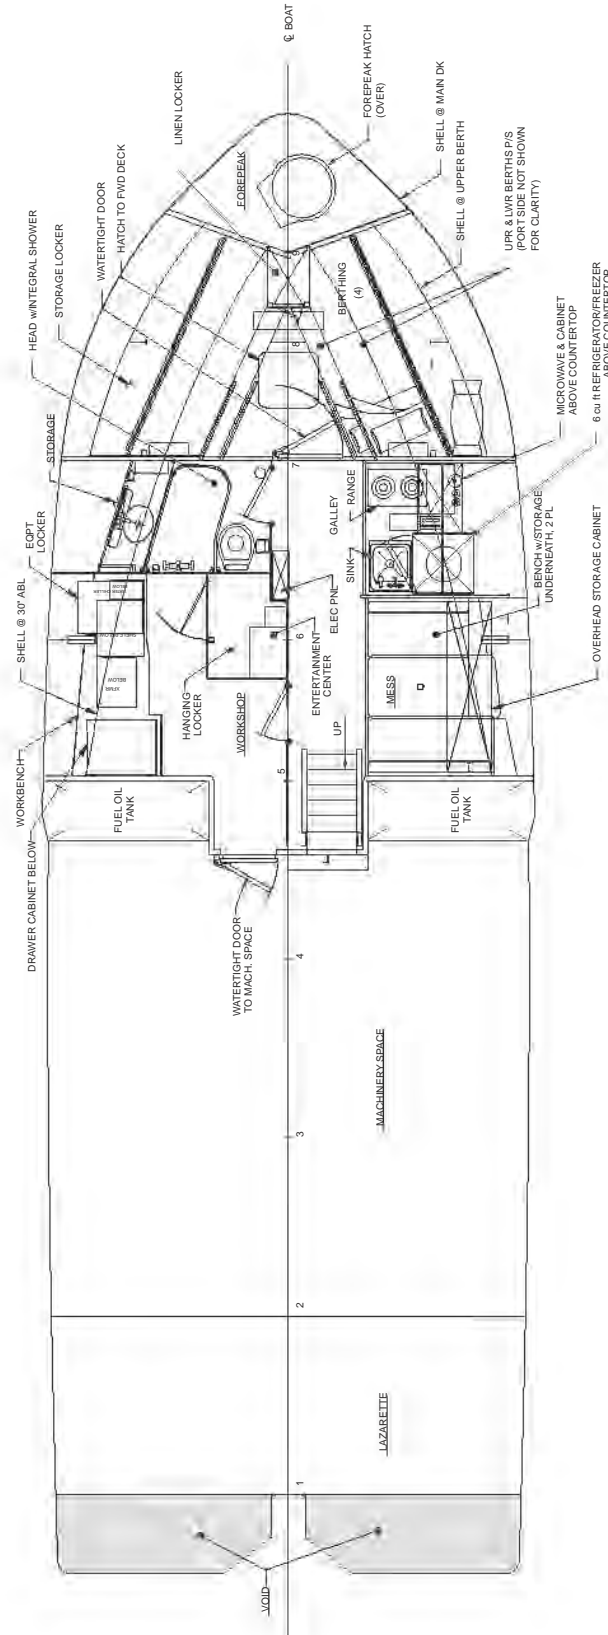 ℄ BOAT
LINEN LOCKER
FOREPEAK HATCH
(OVER)
FOREPEAK
SHELL @ MAIN DK
SHELL @ UPPER BERTH
UPR & LWR BERTHS P/S
(PORT SIDE NOT SHOWN
FOR CLARITY)
HEAD w/INTEGRAL SHOWER
STORAGE LOCKER
WATERTIGHT DOOR
HATCH TO FWD DECK
BERTHING
(4)
8
MICROWAVE & CABINET
ABOVE COUNTERTOP
6 cu ft REFRIGERATOR/FREEZER
ABOVE COUNTERTOP
STORAGE
7
GALLEY
RANGE
SINK
BENCH w/STORAGE
UNDERNEATH, 2 PL
OVERHEAD STORAGE CABINET
EQPT
LOCKER
SHELL @ 30" ABL
ELEC PNL
6
ENTERTAINMENT
CENTER
MESS
XFMR
BELOW
HANGING
LOCKER
WORKSHOP
UP
5
WORKBENCH
DRAWER CABINET BELOW
FUEL OIL
TANK
FUEL OIL
TANK
WATERTIGHT DOOR
TO MACH. SPACE
4
MACHINERY SPACE
3
2
LAZARETTE
1
VOID